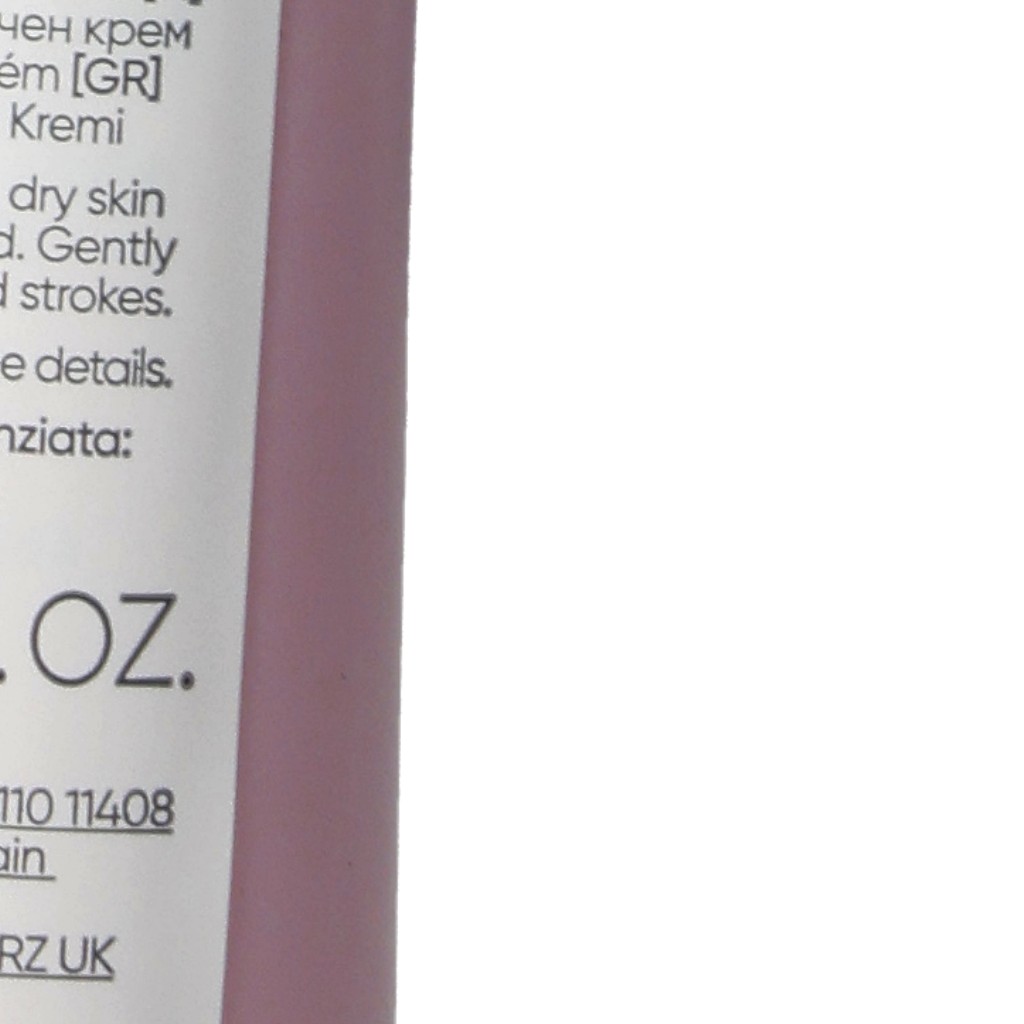 чен крем
ém [GR]
Kremi
dry skin
d. Gently
d strokes.
e details.
nziata:
. OZ.
110 11408
ain
RZ UK